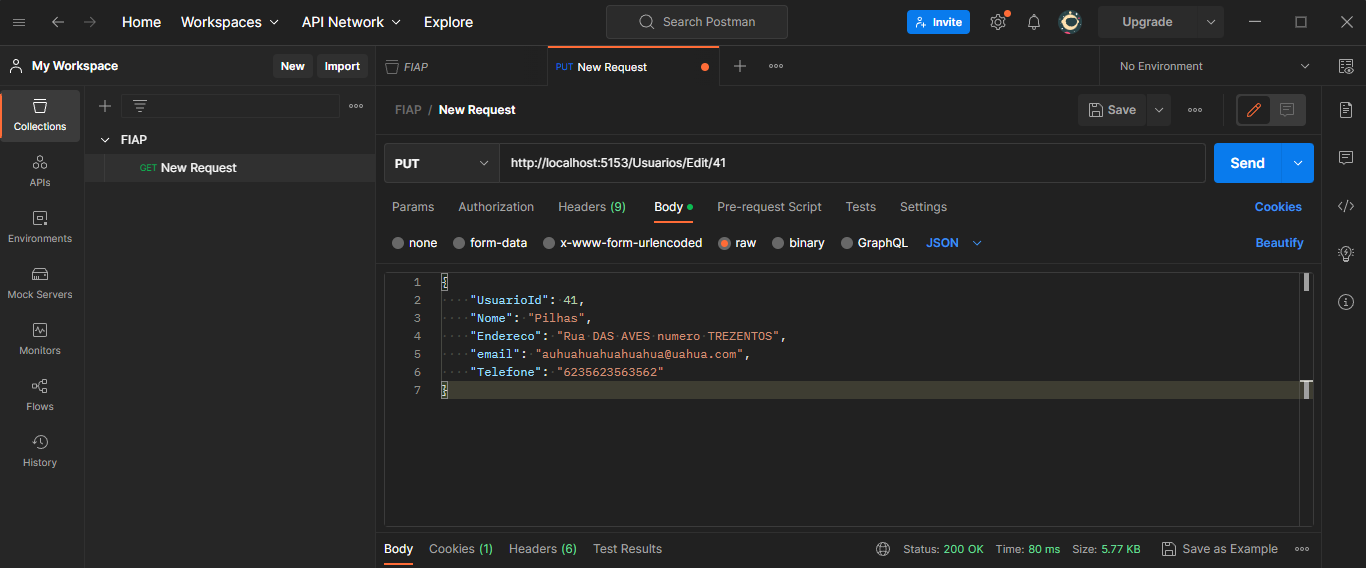 Home Workspaces API Network Explore Search Postman Invite Upgrade
My Workspace New Import FIAP PUT New Request No Environment
Collections
APIs
Environments
Mock Servers
Monitors
Flows
History
FIAP
GET New Request
FIAP / New Request Save
PUT http://localhost:5153/Usuarios/Edit/41 Send
Params Authorization Headers (9) Body Pre-request Script Tests Settings Cookies
none form-data x-www-form-urlencoded raw binary GraphQL JSON Beautify
1 {
2 "UsuarioId": 41,
3 "Nome": "Pilhas",
4 "Endereco": "Rua DAS AVES numero TREZENTOS",
5 "email": "auhuahuahuahuahua@uahua.com",
6 "Telefone": "6235623563562"
7 }
Body Cookies (1) Headers (6) Test Results Status: 200 OK Time: 80 ms Size: 5.77 KB Save as Example